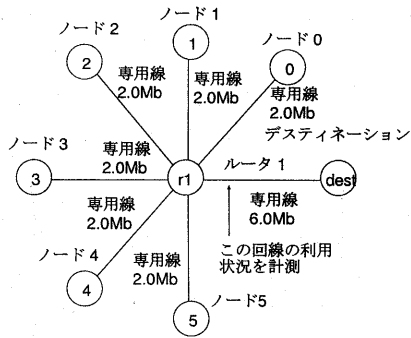 ノード 1
ノード 2
ノード 0
1
2
0
専用線
2.0Mb
専用線
2.0Mb
専用線
2.0Mb
デスティネーション
ノード 3
専用線
2.0Mb
ルータ 1
3
r1
dest
専用線
2.0Mb
専用線
6.0Mb
ノード 4
専用線
2.0Mb
この回線の利用
状況を計測
4
ノード5
5